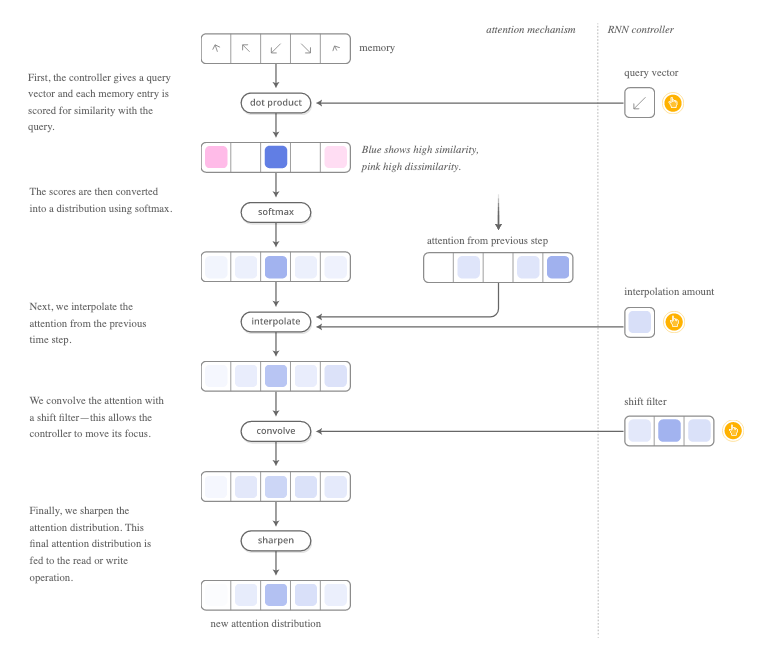 attention mechanism
RNN controller
memory
query vector
First, the controller gives a query
vector and each memory entry is
scored for similarity with the
query.
dot product
Blue shows high similarity,
pink high dissimilarity.
The scores are then converted
into a distribution using softmax.
softmax
attention from previous step
interpolation amount
Next, we interpolate the
attention from the previous
time step.
interpolate
We convolve the attention with
a shift filter—this allows the
controller to move its focus.
shift filter
convolve
Finally, we sharpen the
attention distribution. This
final attention distribution is
fed to the read or write
operation.
sharpen
new attention distribution